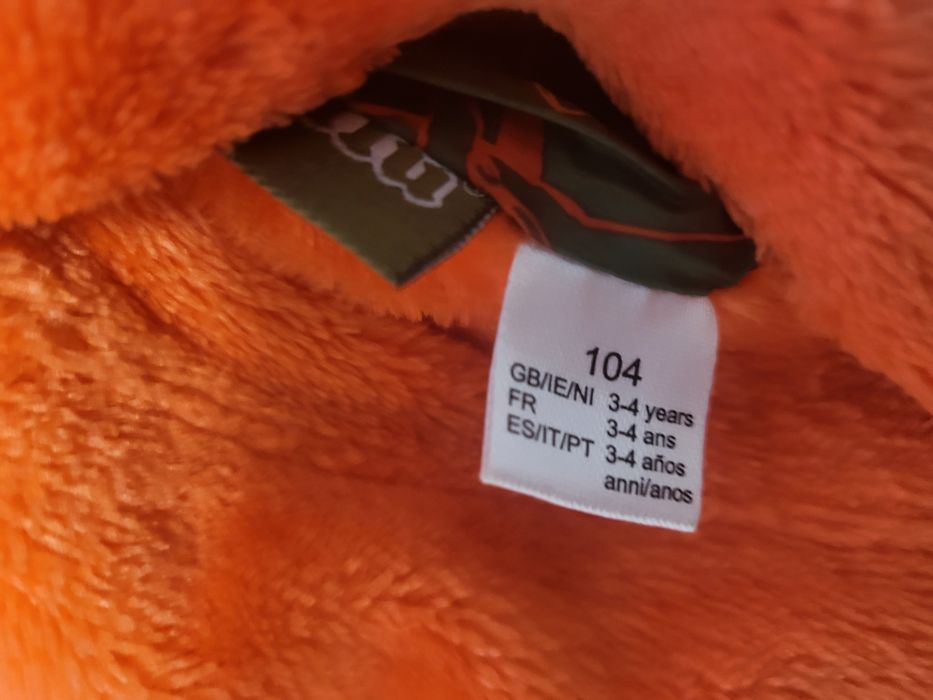 104
GB/IE/NI 3-4 years
FR 3-4 ans
ES/IT/PT 3-4 años
anni/anos